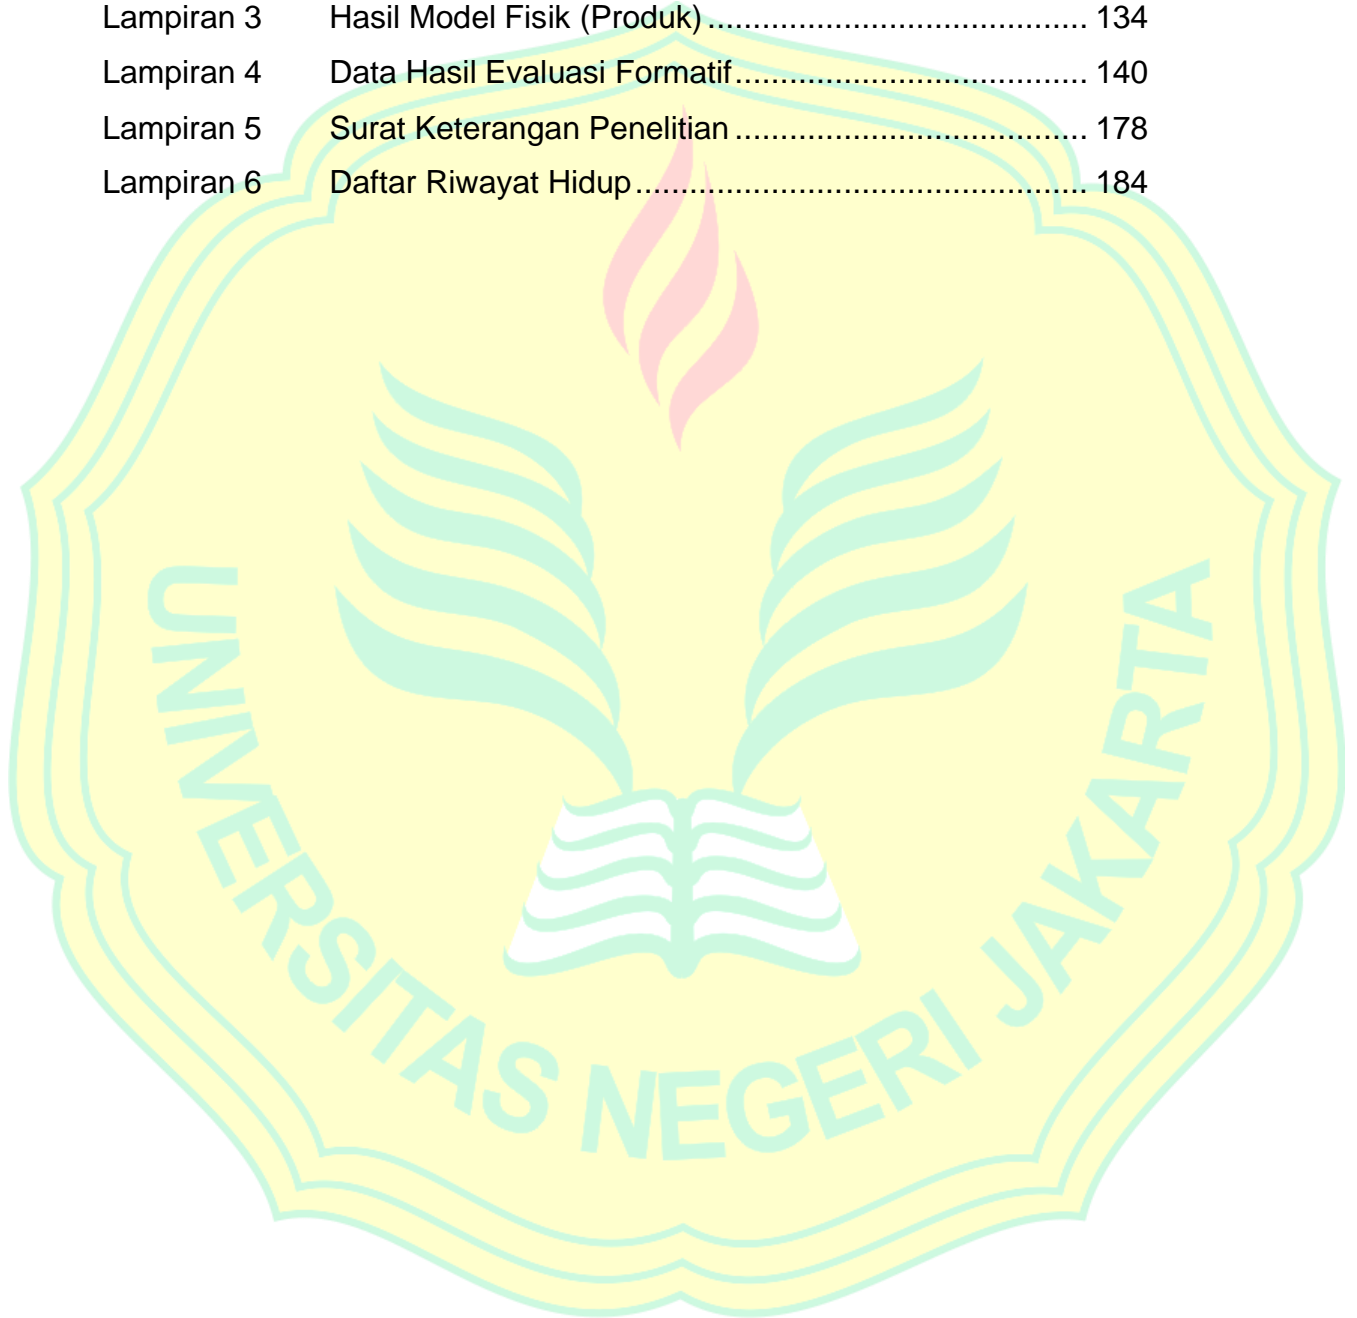 Lampiran 3 Hasil Model Fisik (Produk) .......................................... 134
Lampiran 4 Data Hasil Evaluasi Formatif ....................................... 140
Lampiran 5 Surat Keterangan Penelitian ....................................... 178
Lampiran 6 Daftar Riwayat Hidup .................................................. 184
UNIVERSITAS NEGERI JAKARTA